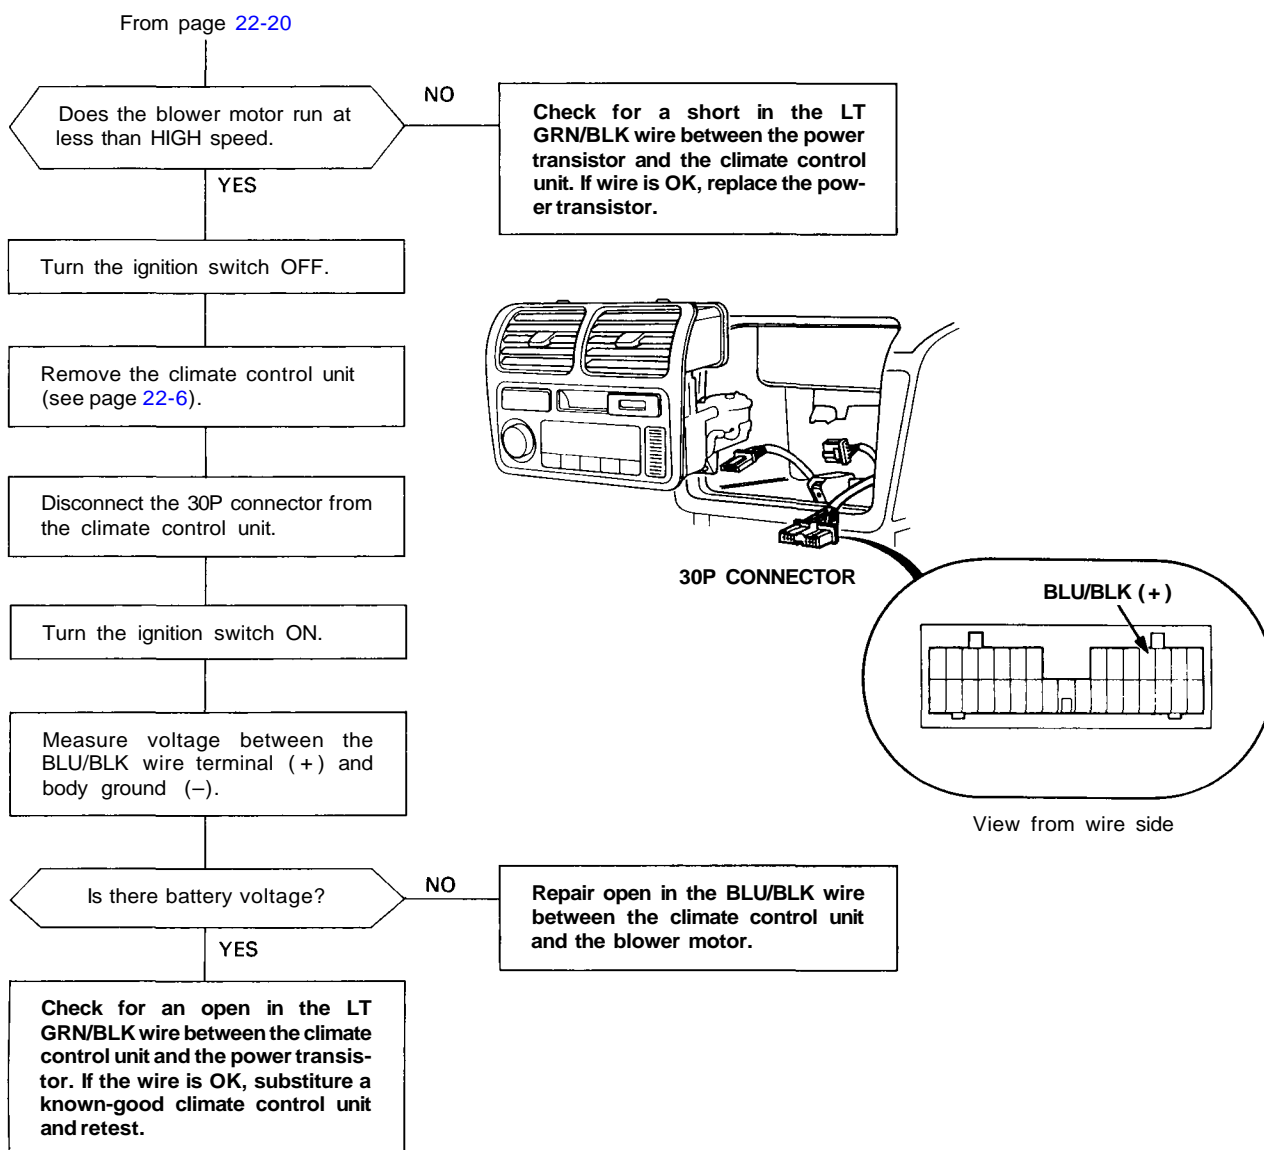 From page 22-20
Does the blower motor run at
less than HIGH speed.
NO
Check for a short in the LT
GRN/BLK wire between the power
transistor and the climate control
unit. If wire is OK, replace the pow-
er transistor.
YES
Turn the ignition switch OFF.
Remove the climate control unit
(see page 22-6).
Disconnect the 30P connector from
the climate control unit.
Turn the ignition switch ON.
Measure voltage between the
BLU/BLK wire terminal (+) and
body ground (–).
30P CONNECTOR
BLU/BLK (+)
View from wire side
Is there battery voltage?
NO
Repair open in the BLU/BLK wire
between the climate control unit
and the blower motor.
YES
Check for an open in the LT
GRN/BLK wire between the climate
control unit and the power transis-
tor. If the wire is OK, substiture a
known-good climate control unit
and retest.